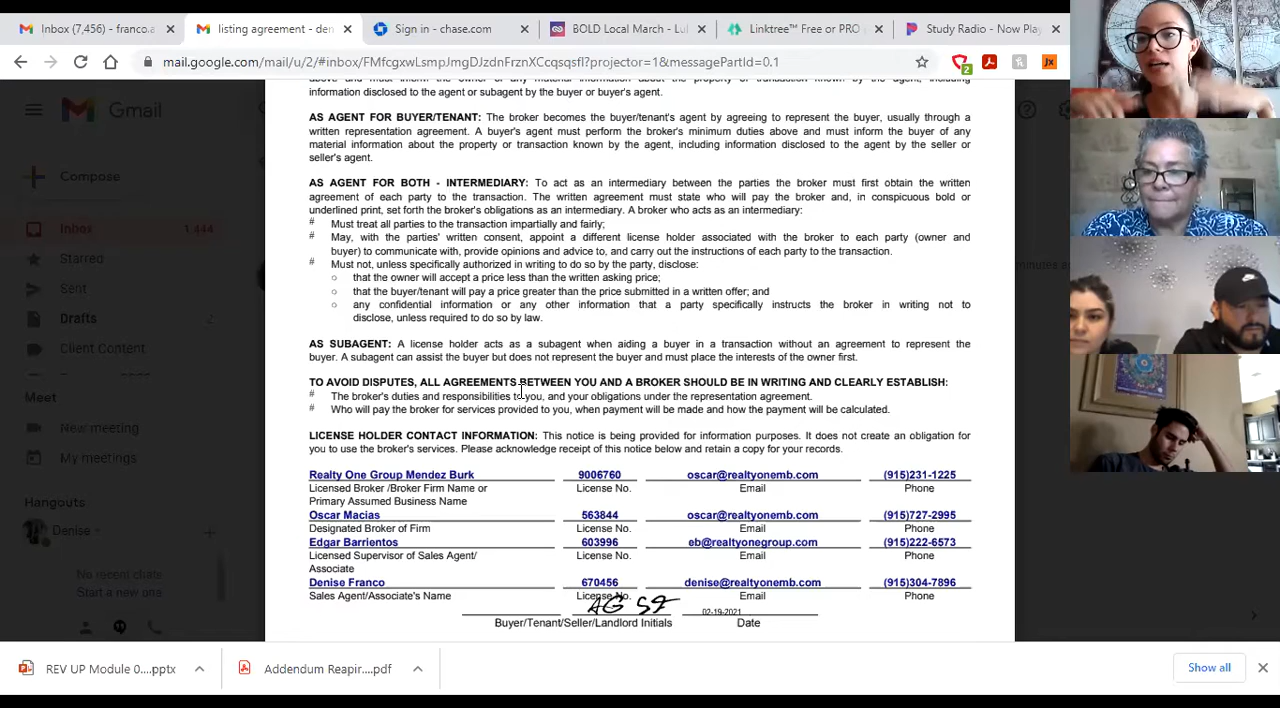 Inbox (7,456) - franco.a
listing agreement - den
Sign in - chase.com
BOLD Local March - Lu
Linktree™ Free or PRO
Study Radio - Now Play
mail.google.com/mail/u/2/#inbox/
2
information disclosed to the agent or subagent by the buyer or buyer's agent.
AS AGENT FOR BUYER/TENANT: The broker becomes the buyer/tenant's agent by agreeing to represent the buyer, usually through a
written representation agreement. A buyer's agent must perform the broker's minimum duties above and must inform the buyer of any
material information about the property or transaction known by the agent, including information disclosed to the agent by the seller or
seller's agent.
AS AGENT FOR BOTH - INTERMEDIARY: To act as an intermediary between the parties the broker must first obtain the written
agreement of each party to the transaction. The written agreement must state who will pay the broker and, in conspicuous bold or
underlined print, set forth the broker's obligations as an intermediary. A broker who acts as an intermediary:
# Must treat all parties to the transaction impartially and fairly;
# May, with the parties' written consent, appoint a different license holder associated with the broker to each party (owner and
buyer) to communicate with, provide opinions and advice to, and carry out the instructions of each party to the transaction.
# Must not, unless specifically authorized in writing to do so by the party, disclose:
○ that the owner will accept a price less than the written asking price;
○ that the buyer/tenant will pay a price greater than the price submitted in a written offer; and
○ any confidential information or any other information that a party specifically instructs the broker in writing not to
disclose, unless required to do so by law.
AS SUBAGENT: A license holder acts as a subagent when aiding a buyer in a transaction without an agreement to represent the
buyer. A subagent can assist the buyer but does not represent the buyer and must place the interests of the owner first.
TO AVOID DISPUTES, ALL AGREEMENTS BETWEEN YOU AND A BROKER SHOULD BE IN WRITING AND CLEARLY ESTABLISH:
# The broker's duties and responsibilities to you, and your obligations under the representation agreement.
# Who will pay the broker for services provided to you, when payment will be made and how the payment will be calculated.
LICENSE HOLDER CONTACT INFORMATION: This notice is being provided for information purposes. It does not create an obligation for
you to use the broker's services. Please acknowledge receipt of this notice below and retain a copy for your records.
Realty One Group Mendez Burk 9006760 oscar@realtyonemb.com (915)231-1225
Licensed Broker /Broker Firm Name or License No. Email Phone
Primary Assumed Business Name
Oscar Macias 563844 oscar@realtyonemb.com (915)727-2995
Designated Broker of Firm License No. Email Phone
Edgar Barrientos 603996 eb@realtyonegroup.com (915)222-6573
Licensed Supervisor of Sales Agent/ License No. Email Phone
Associate
Denise Franco 670456 denise@realtyonemb.com (915)304-7896
Sales Agent/Associate's Name License No. Email Phone
AG SF 02-19-2021
Buyer/Tenant/Seller/Landlord Initials Date
Gmail
Compose
Inbox 1,444
Starred
Sent
Drafts 2
Client Content
Meet
New meeting
My meetings
Hangouts
Denise
No recent chats
Start a new one
REV UP Module 0....pptx
Addendum Reapir....pdf
Show all